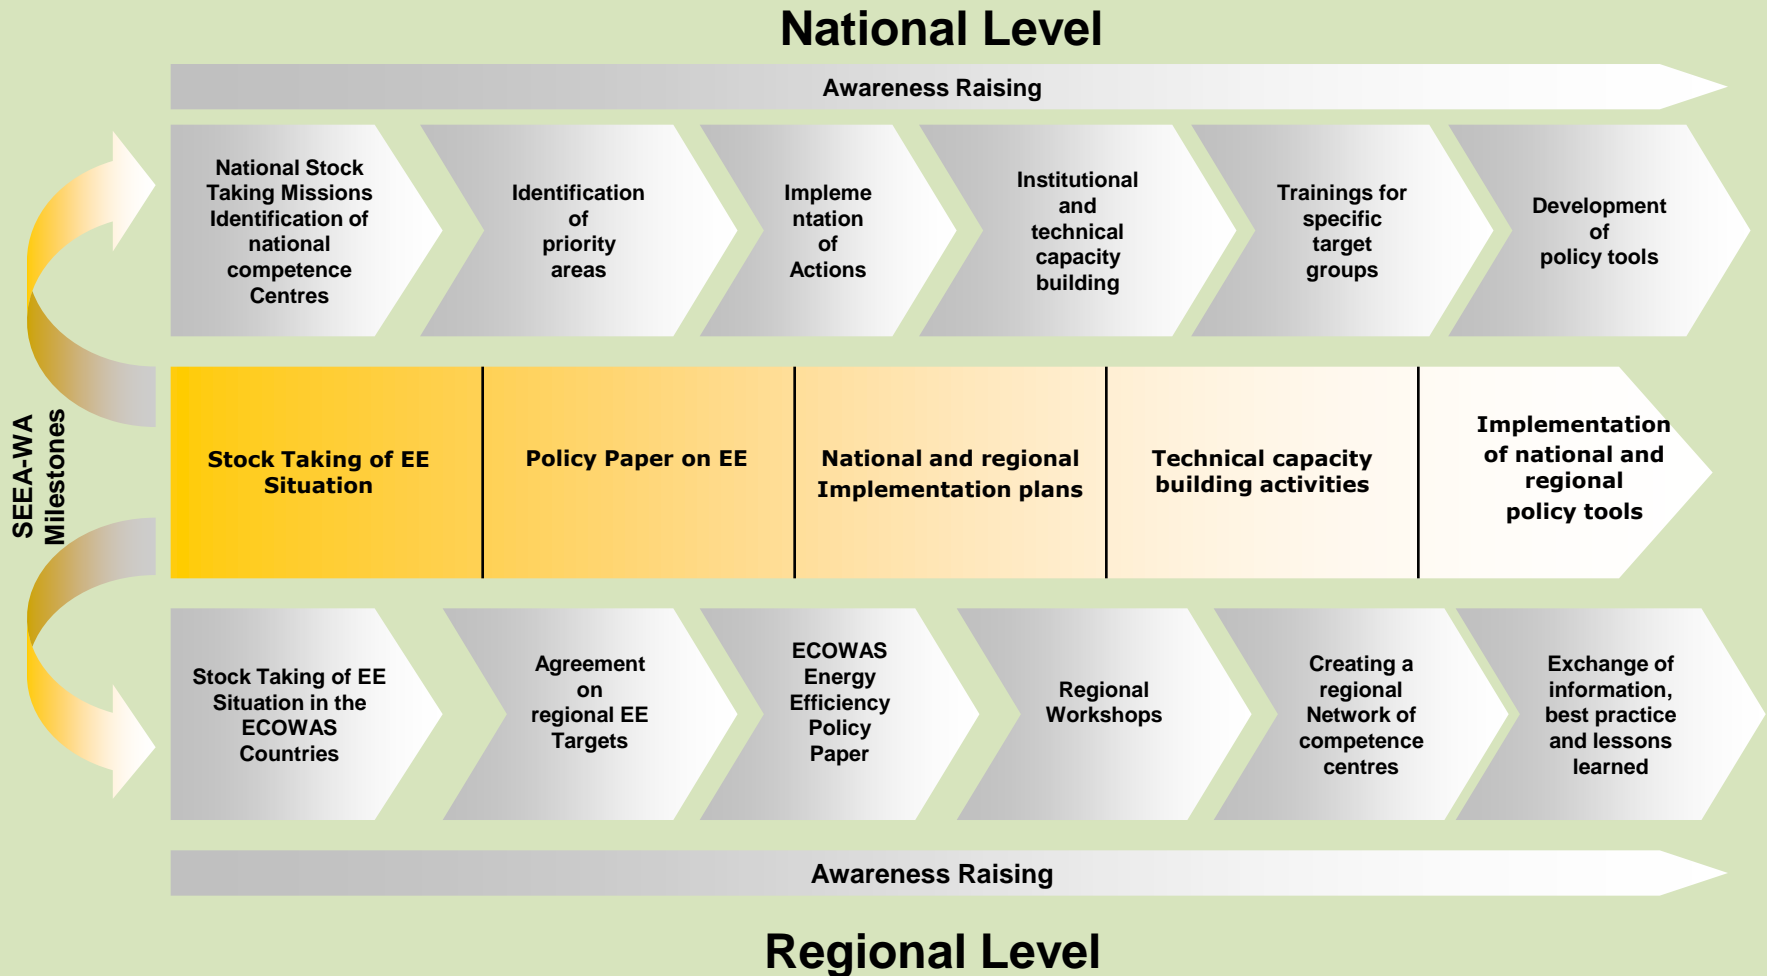 National Level
Awareness Raising
National Stock
Taking Missions
Identification of
national
competence
Centres
Identification
of
priority
areas
Impleme
ntation
of
Actions
Institutional
and
technical
capacity
building
Trainings for
specific
target
groups
Development
of
policy tools
SEEA-WA
Milestones
Stock Taking of EE
Situation
Policy Paper on EE
National and regional
Implementation plans
Technical capacity
building activities
Implementation
of national and
regional
policy tools
Stock Taking of EE
Situation in the
ECOWAS
Countries
Agreement
on
regional EE
Targets
ECOWAS
Energy
Efficiency
Policy
Paper
Regional
Workshops
Creating a
regional
Network of
competence
centres
Exchange of
information,
best practice
and lessons
learned
Awareness Raising
Regional Level